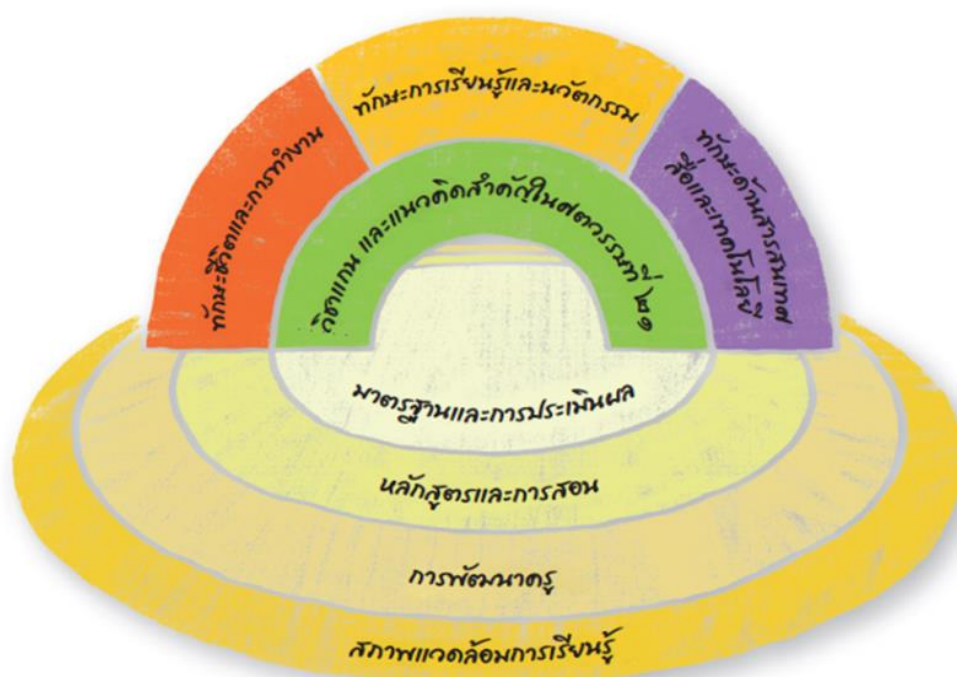 ทักษะการเรียนรู้และนวัตกรรม
ทักษะชีวิตและการทำงาน
ทักษะด้านสารสนเทศ
สื่อและเทคโนโลยี
วิชาแกน และแนวคิดสำคัญในศตวรรษที่ ๒๑
มาตรฐานและการประเมินผล
หลักสูตรและการสอน
การพัฒนาครู
สภาพแวดล้อมการเรียนรู้